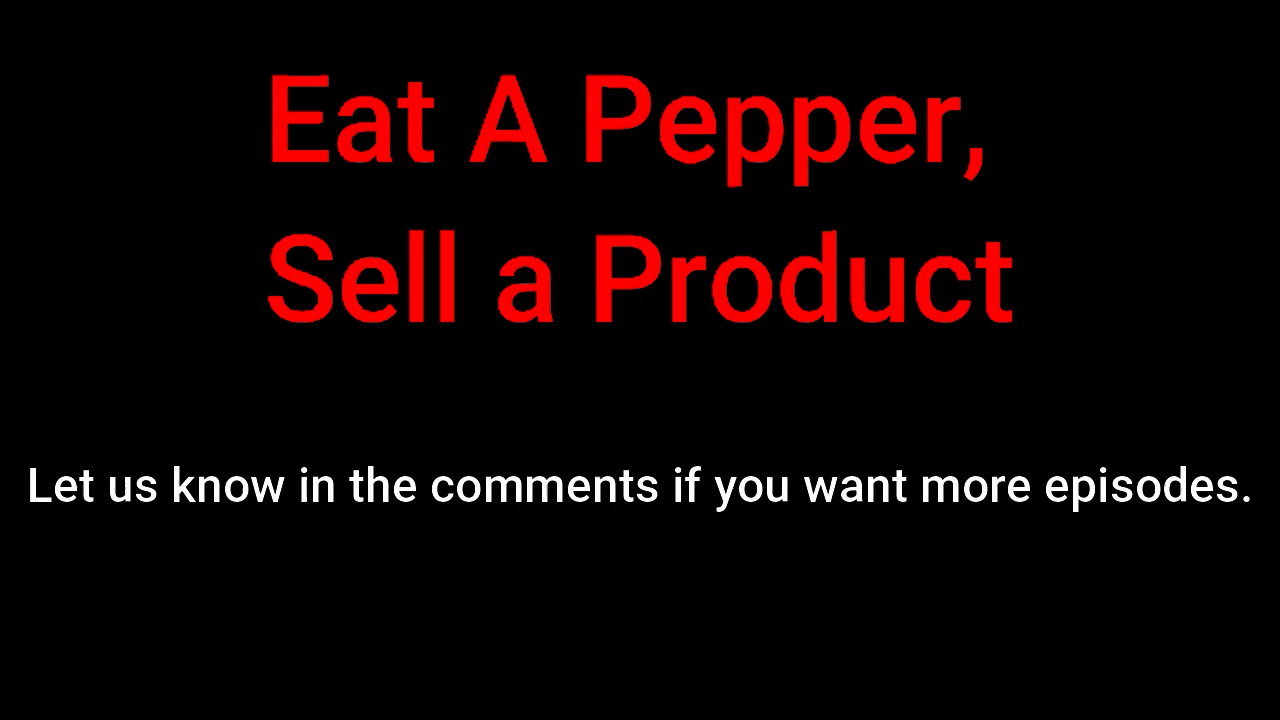 Eat A Pepper,
Sell a Product
Let us know in the comments if you want more episodes.